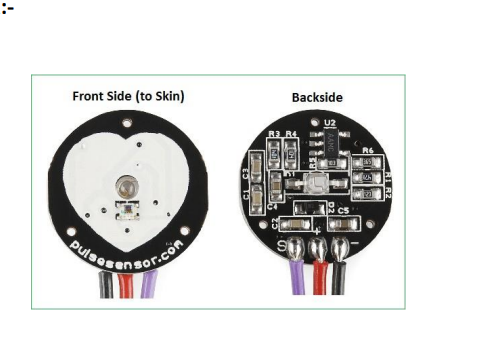 :-
Front Side (to Skin)
Backside
pulsesensor.com
U2
R3 R4
R6
R5
C3
R1
C1
C4
R2
D2
C2
C5
S + -